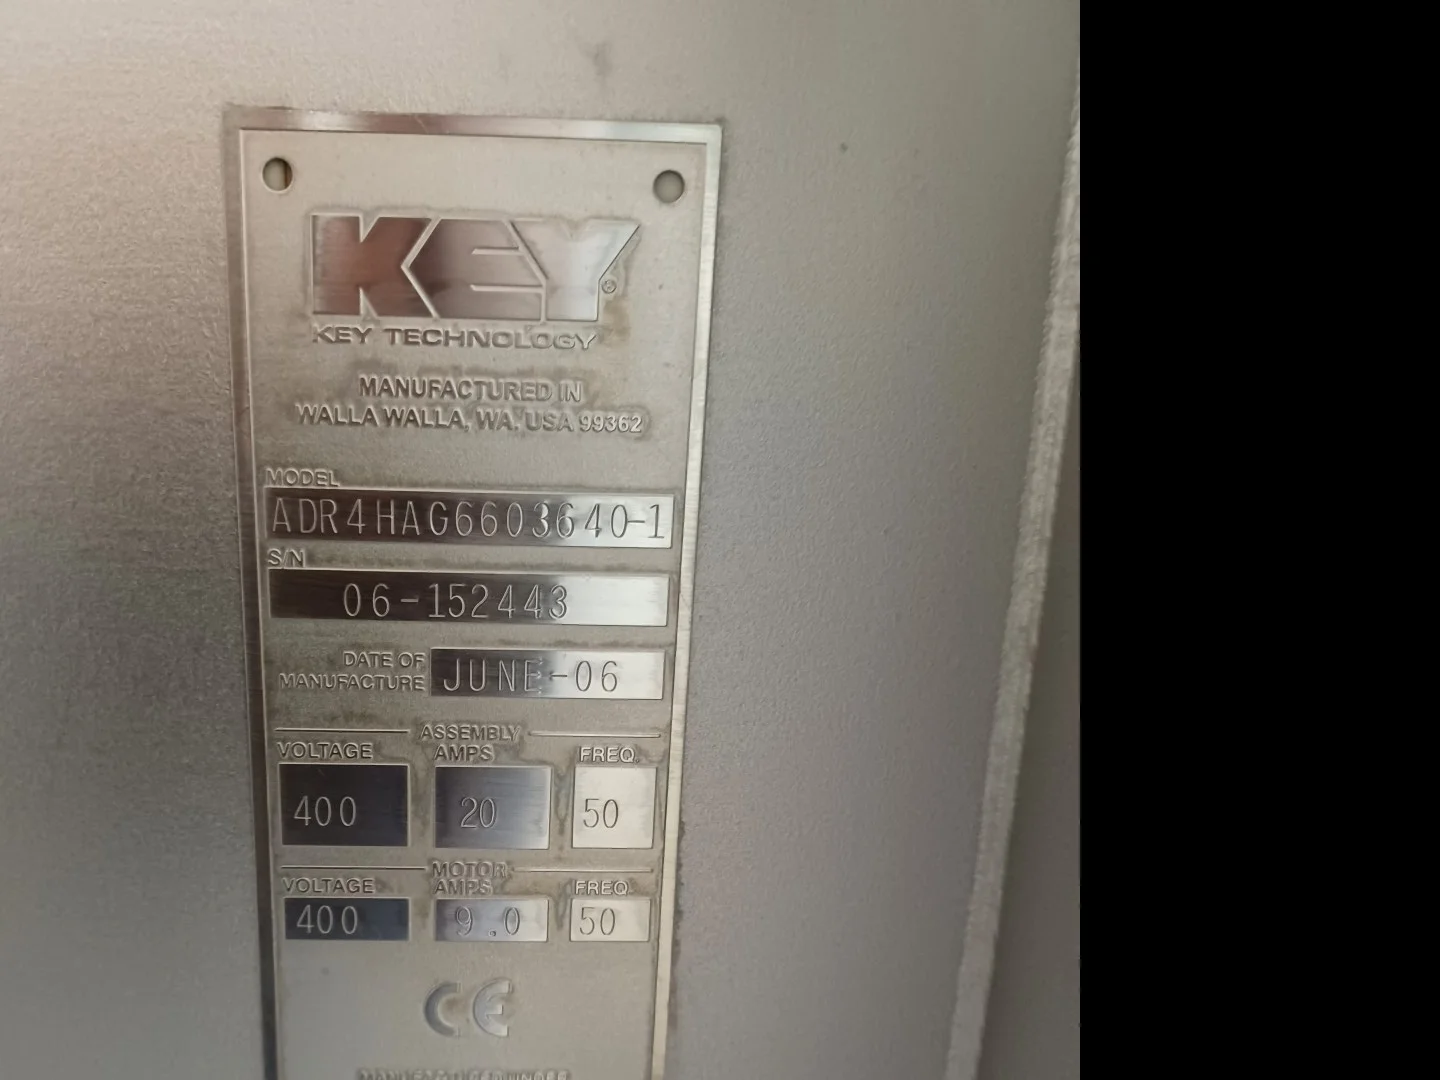 KEY®
KEY TECHNOLOGY
MANUFACTURED IN
WALLA WALLA, WA. USA 99362
MODEL
ADR4HAG6603640-1
S/N
06-152443
DATE OF
MANUFACTURE JUNE-06
ASSEMBLY
VOLTAGE AMPS FREQ.
400 20 50
MOTOR
VOLTAGE AMPS FREQ.
400 9.0 50
CE